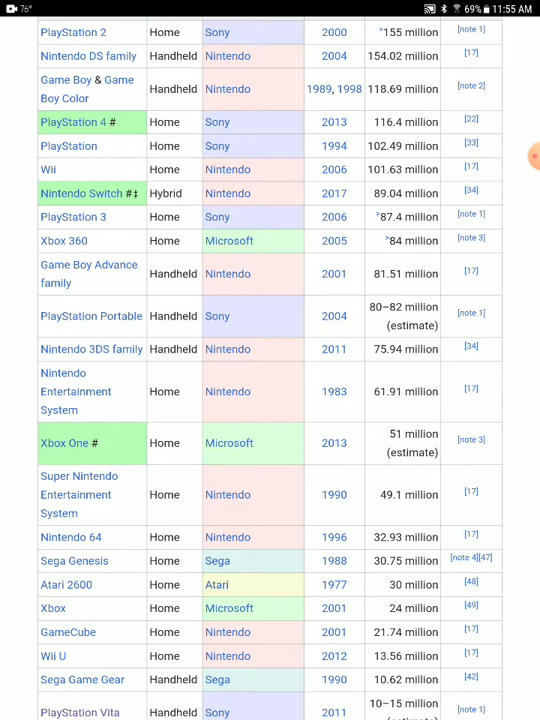 76° 69% 11:55 AM
PlayStation 2 Home Sony 2000 >155 million [note 1]
Nintendo DS family Handheld Nintendo 2004 154.02 million [17]
Game Boy & Game
Boy Color Handheld Nintendo 1989, 1998 118.69 million [note 2]
PlayStation 4 # Home Sony 2013 116.4 million [22]
PlayStation Home Sony 1994 102.49 million [33]
Wii Home Nintendo 2006 101.63 million [17]
Nintendo Switch #‡ Hybrid Nintendo 2017 89.04 million [34]
PlayStation 3 Home Sony 2006 >87.4 million [note 1]
Xbox 360 Home Microsoft 2005 >84 million [note 3]
Game Boy Advance
family Handheld Nintendo 2001 81.51 million [17]
PlayStation Portable Handheld Sony 2004 80–82 million
(estimate) [note 1]
Nintendo 3DS family Handheld Nintendo 2011 75.94 million [34]
Nintendo
Entertainment
System Home Nintendo 1983 61.91 million [17]
Xbox One # Home Microsoft 2013 51 million
(estimate) [note 3]
Super Nintendo
Entertainment
System Home Nintendo 1990 49.1 million [17]
Nintendo 64 Home Nintendo 1996 32.93 million [17]
Sega Genesis Home Sega 1988 30.75 million [note 4][47]
Atari 2600 Home Atari 1977 30 million [48]
Xbox Home Microsoft 2001 24 million [49]
GameCube Home Nintendo 2001 21.74 million [17]
Wii U Home Nintendo 2012 13.56 million [17]
Sega Game Gear Handheld Sega 1990 10.62 million [42]
PlayStation Vita Handheld Sony 2011 10–15 million [note 1]